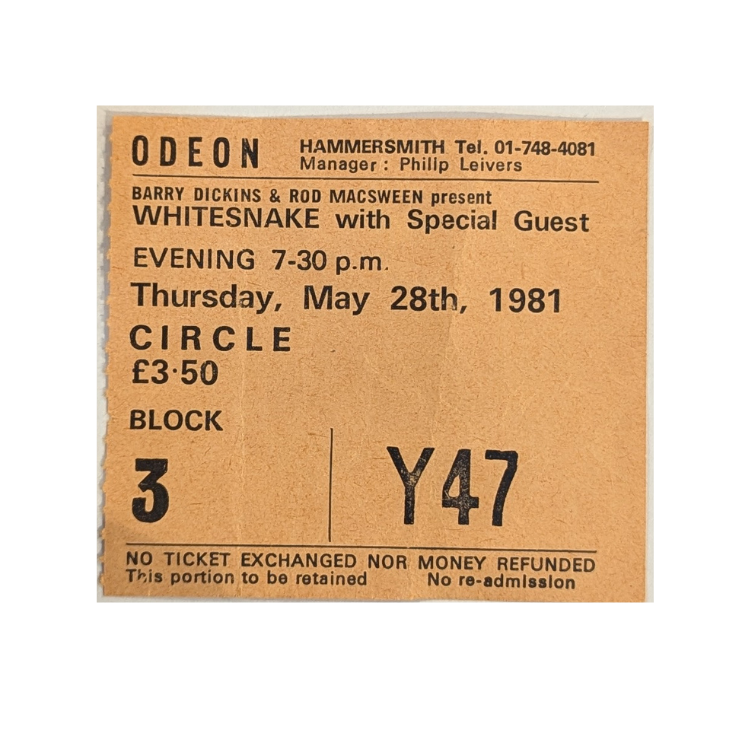 ODEON HAMMERSMITH Tel. 01-748-4081
Manager : Philip Leivers
BARRY DICKINS & ROD MACSWEEN present
WHITESNAKE with Special Guest
EVENING 7-30 p.m.
Thursday, May 28th, 1981
CIRCLE
£3·50
BLOCK
3 Y47
NO TICKET EXCHANGED NOR MONEY REFUNDED
This portion to be retained No re-admission